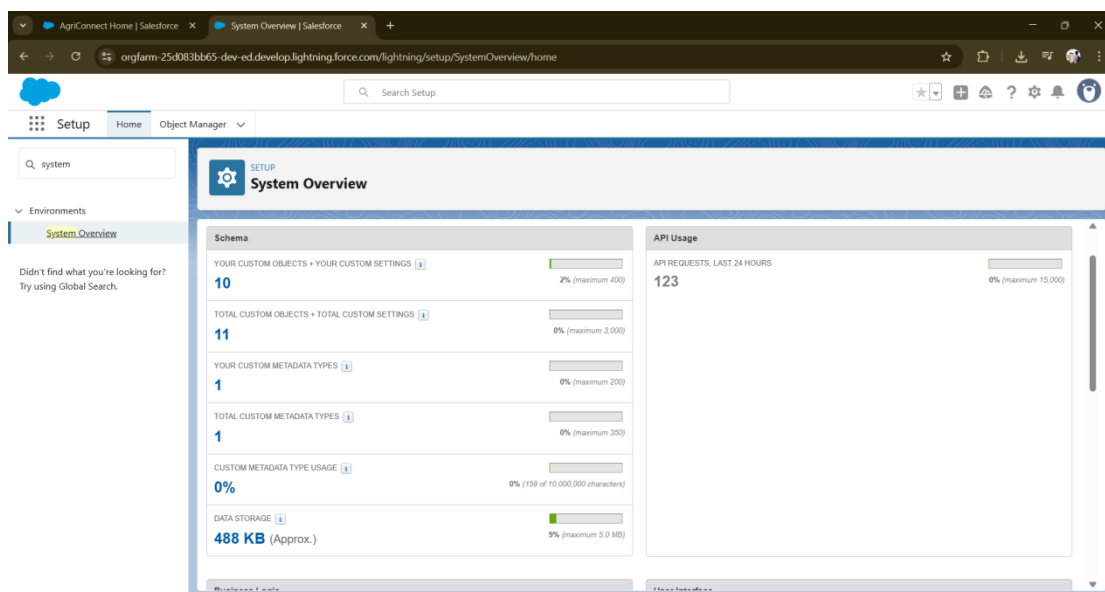 AgriConnect Home | Salesforce
System Overview | Salesforce
orgfarm-25d083bb65-dev-ed.develop.lightning.force.com/lightning/setup/SystemOverview/home
Search Setup
Setup
Home
Object Manager
system
Environments
System Overview
Didn't find what you're looking for?
Try using Global Search.
SETUP
System Overview
Schema
YOUR CUSTOM OBJECTS + YOUR CUSTOM SETTINGS
10
2% (maximum 400)
TOTAL CUSTOM OBJECTS + TOTAL CUSTOM SETTINGS
11
0% (maximum 3,000)
YOUR CUSTOM METADATA TYPES
1
0% (maximum 200)
TOTAL CUSTOM METADATA TYPES
1
0% (maximum 350)
CUSTOM METADATA TYPE USAGE
0%
0% (159 of 10,000,000 characters)
DATA STORAGE
488 KB (Approx.)
9% (maximum 5.0 MB)
API Usage
API REQUESTS, LAST 24 HOURS
123
0% (maximum 15,000)
Business Logic
User Interface